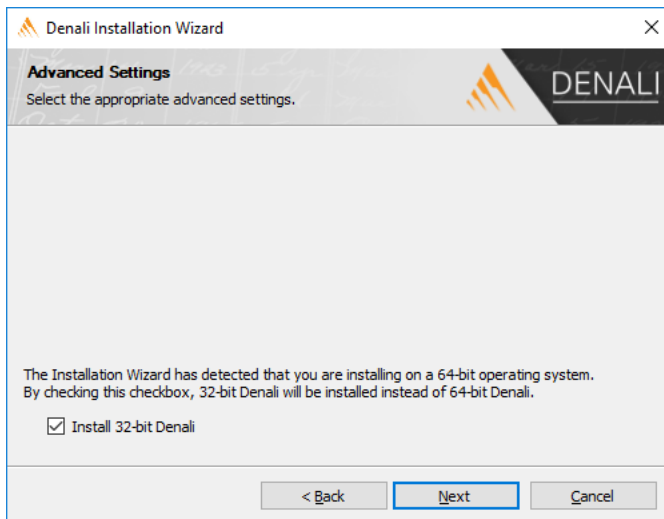 Denali Installation Wizard
Advanced Settings
Select the appropriate advanced settings.
DENALI
The Installation Wizard has detected that you are installing on a 64-bit operating system.
By checking this checkbox, 32-bit Denali will be installed instead of 64-bit Denali.
Install 32-bit Denali
< Back
Next
Cancel